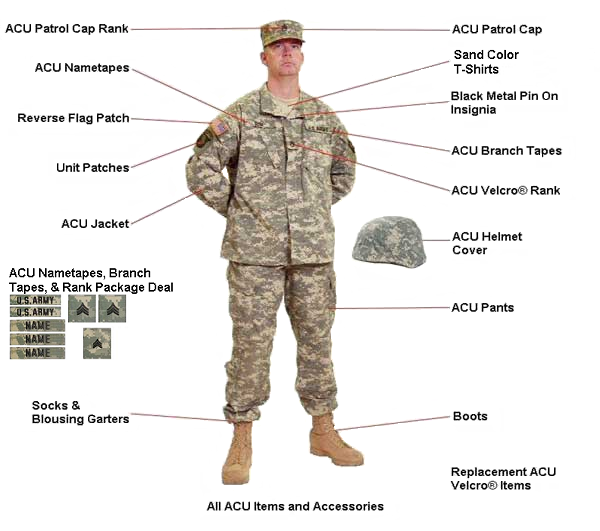 ACU Patrol Cap Rank
ACU Patrol Cap
ACU Nametapes
Sand Color
T-Shirts
Black Metal Pin On
Insignia
Reverse Flag Patch
U.S. ARMY
ACU Branch Tapes
Unit Patches
ACU Velcro® Rank
ACU Jacket
ACU Helmet
Cover
ACU Nametapes, Branch
Tapes, & Rank Package Deal
U.S. ARMY
U.S. ARMY
NAME
NAME
NAME
ACU Pants
Socks &
Blousing Garters
Boots
Replacement ACU
Velcro® Items
All ACU Items and Accessories